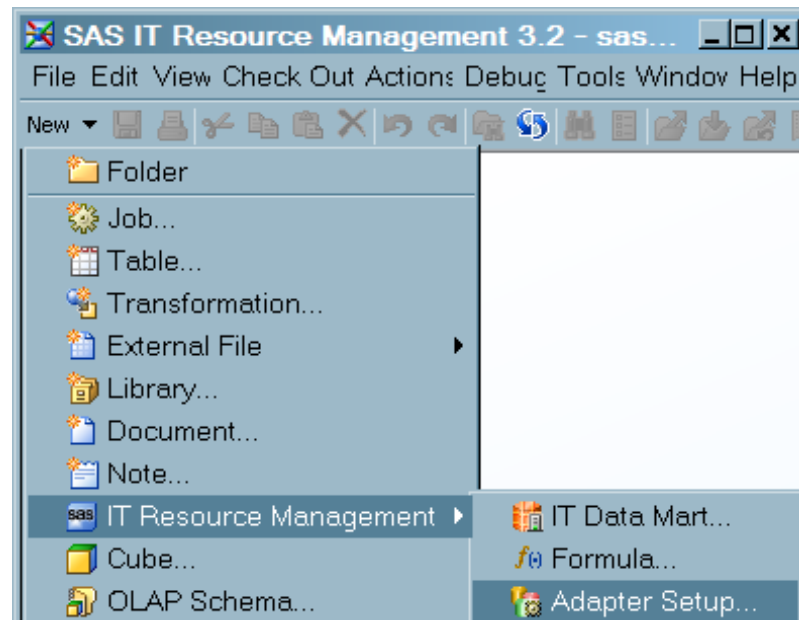 SAS IT Resource Management 3.2 - sas...
File Edit View Check Out Actions Debug Tools Window Help
New
Folder
Job...
Table...
Transformation...
External File
Library...
Document...
Note...
sas IT Resource Management
IT Data Mart...
Cube...
Formula...
OLAP Schema...
Adapter Setup...